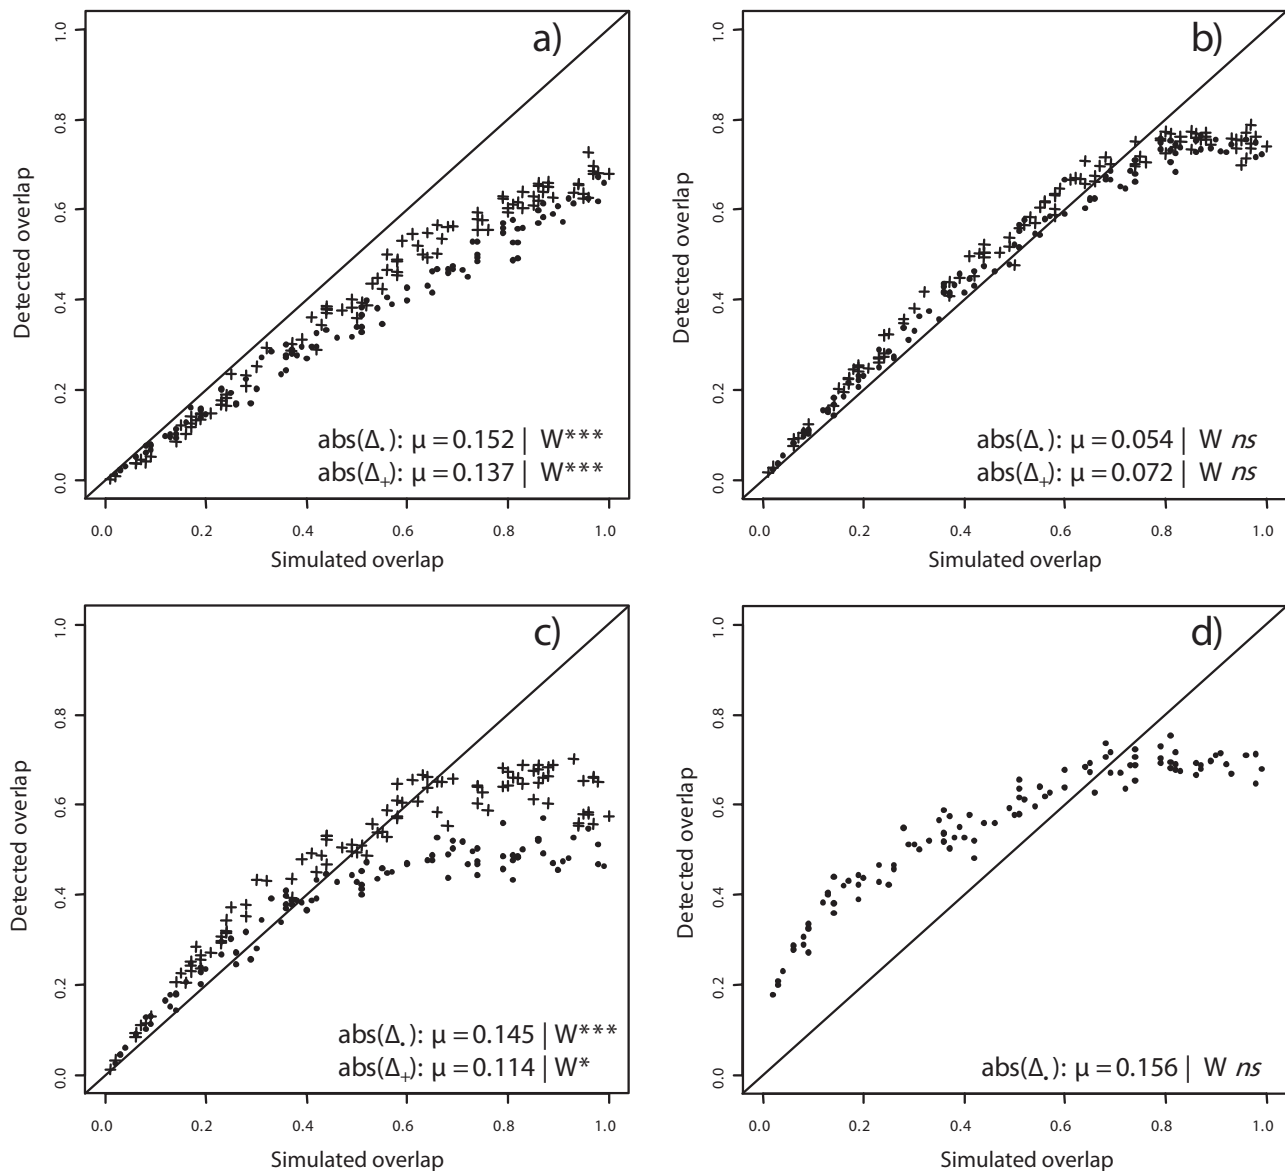 a)
1.0
0.8
0.6
0.4
0.2
0.0
Detected overlap
abs(Δ.): μ = 0.152 | W***
abs(Δ+): μ = 0.137 | W***
0.0 0.2 0.4 0.6 0.8 1.0
Simulated overlap
b)
1.0
0.8
0.6
0.4
0.2
0.0
Detected overlap
abs(Δ.): μ = 0.054 | W ns
abs(Δ+): μ = 0.072 | W ns
0.0 0.2 0.4 0.6 0.8 1.0
Simulated overlap
c)
1.0
0.8
0.6
0.4
0.2
0.0
Detected overlap
abs(Δ.): μ = 0.145 | W***
abs(Δ+): μ = 0.114 | W*
0.0 0.2 0.4 0.6 0.8 1.0
Simulated overlap
d)
1.0
0.8
0.6
0.4
0.2
0.0
Detected overlap
abs(Δ.): μ = 0.156 | W ns
0.0 0.2 0.4 0.6 0.8 1.0
Simulated overlap